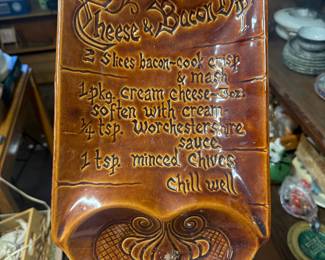 Cheese & Bacon Dip
2 Slices bacon-cook crisp
& mash
1 pkg. cream cheese-3oz.
soften with cream
¼ tsp. Worchestershire
sauce
1 tsp. minced Chives
Chill well